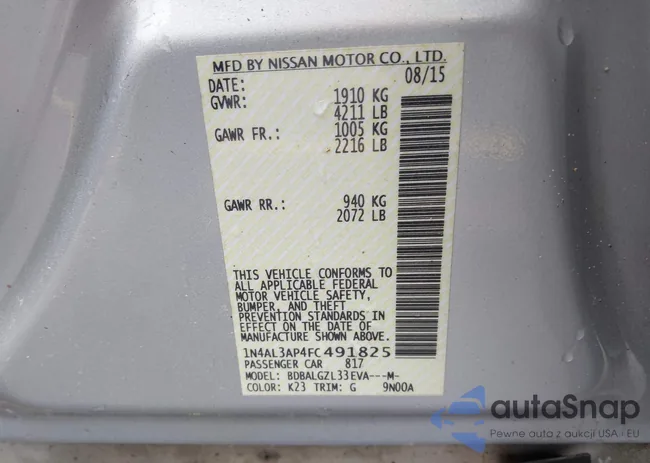 MFD BY NISSAN MOTOR CO., LTD.
DATE: 08/15
GVWR: 1910 KG
4211 LB
GAWR FR.: 1005 KG
2216 LB
GAWR RR.: 940 KG
2072 LB
THIS VEHICLE CONFORMS TO
ALL APPLICABLE FEDERAL
MOTOR VEHICLE SAFETY,
BUMPER, AND THEFT
PREVENTION STANDARDS IN
EFFECT ON THE DATE OF
MANUFACTURE SHOWN ABOVE.
1N4AL3AP4FC491825
PASSENGER CAR 817
MODEL: BDBALGZL33EVA---M-
COLOR: K23 TRIM: G 9N00A
autaSnap
Pewne auta z aukcji USA i EU